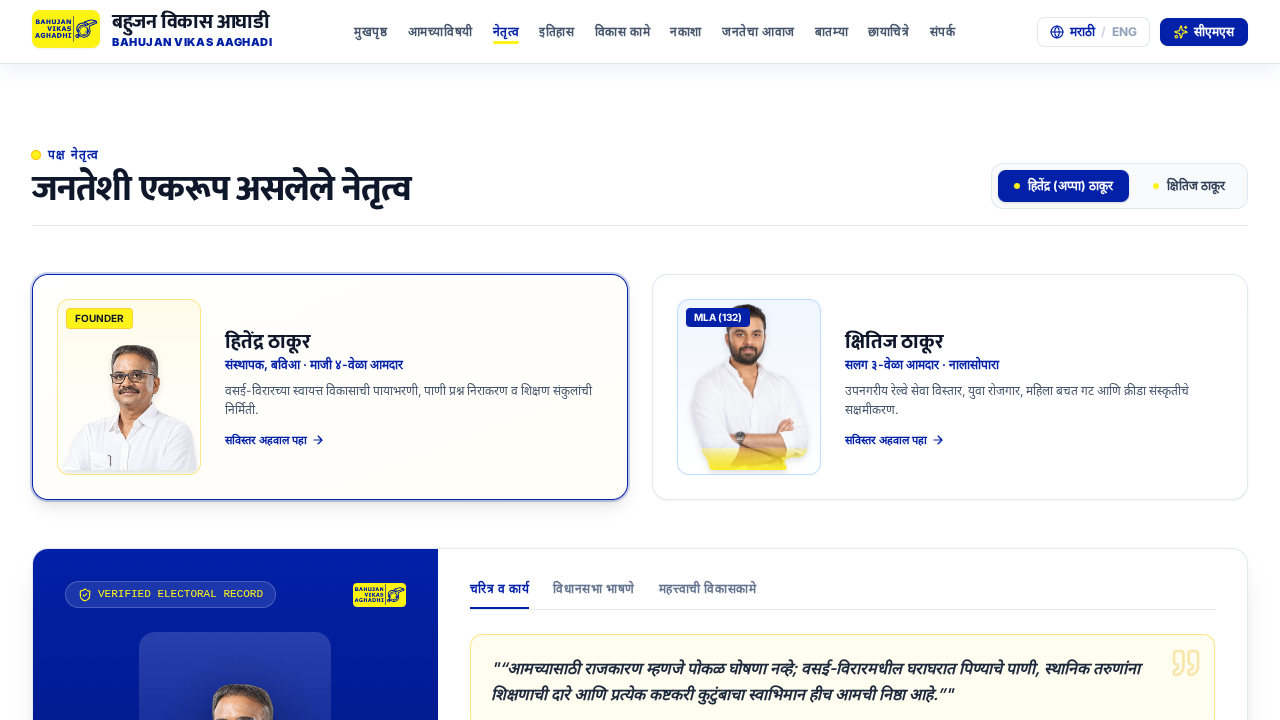 BAHUJAN
VIKAS
AGHADHI
बहुजन विकास आघाडी
BAHUJAN VIKAS AAGHADI
मुखपृष्ठ
आमच्याविषयी
नेतृत्व
इतिहास
विकास कामे
नकाशा
जनतेचा आवाज
बातम्या
छायाचित्रे
संपर्क
मराठी / ENG
सीएमएस
पक्ष नेतृत्व
जनतेशी एकरूप असलेले नेतृत्व
हितेंद्र (अप्पा) ठाकूर
क्षितिज ठाकूर
FOUNDER
हितेंद्र ठाकूर
संस्थापक, बविआ · माजी ४-वेळा आमदार
वसई-विरारच्या स्वायत्त विकासाची पायाभरणी, पाणी प्रश्न निराकरण व शिक्षण संकुलांची
निर्मिती.
सविस्तर अहवाल पहा →
MLA (132)
क्षितिज ठाकूर
सलग ३-वेळा आमदार · नालासोपारा
उपनगरीय रेल्वे सेवा विस्तार, युवा रोजगार, महिला बचत गट आणि क्रीडा संस्कृतीचे
सक्षमीकरण.
सविस्तर अहवाल पहा →
VERIFIED ELECTORAL RECORD
BAHUJAN
VIKAS
AGHADHI
चरित्र व कार्य
विधानसभा भाषणे
महत्त्वाची विकासकामे
"“आमच्यासाठी राजकारण म्हणजे पोकळ घोषणा नव्हे; वसई-विरारमधील घराघरात पिण्याचे पाणी, स्थानिक तरुणांना
शिक्षणाची दारे आणि प्रत्येक कष्टकरी कुटुंबाचा स्वाभिमान हीच आमची निष्ठा आहे.”"